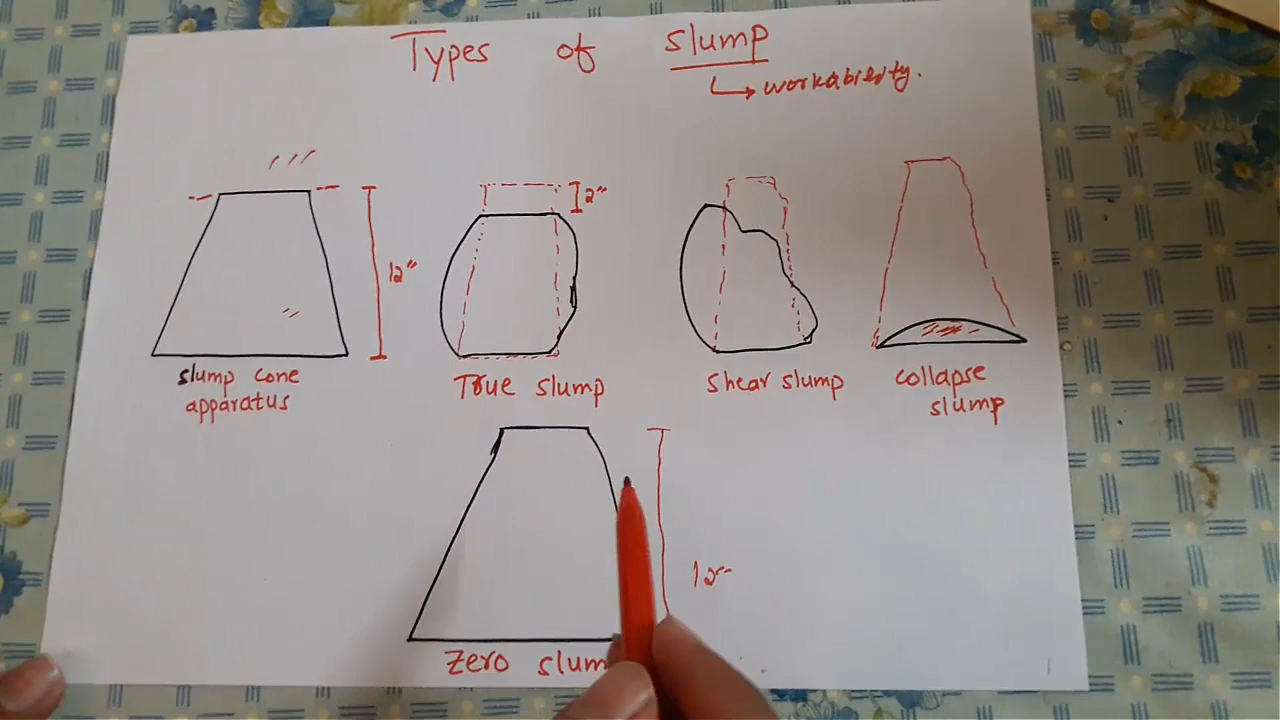 Types of slump
↳ workability.
12"
2"
slump cone
apparatus
True slump
Shear slump
collapse
slump
12"
Zero slum